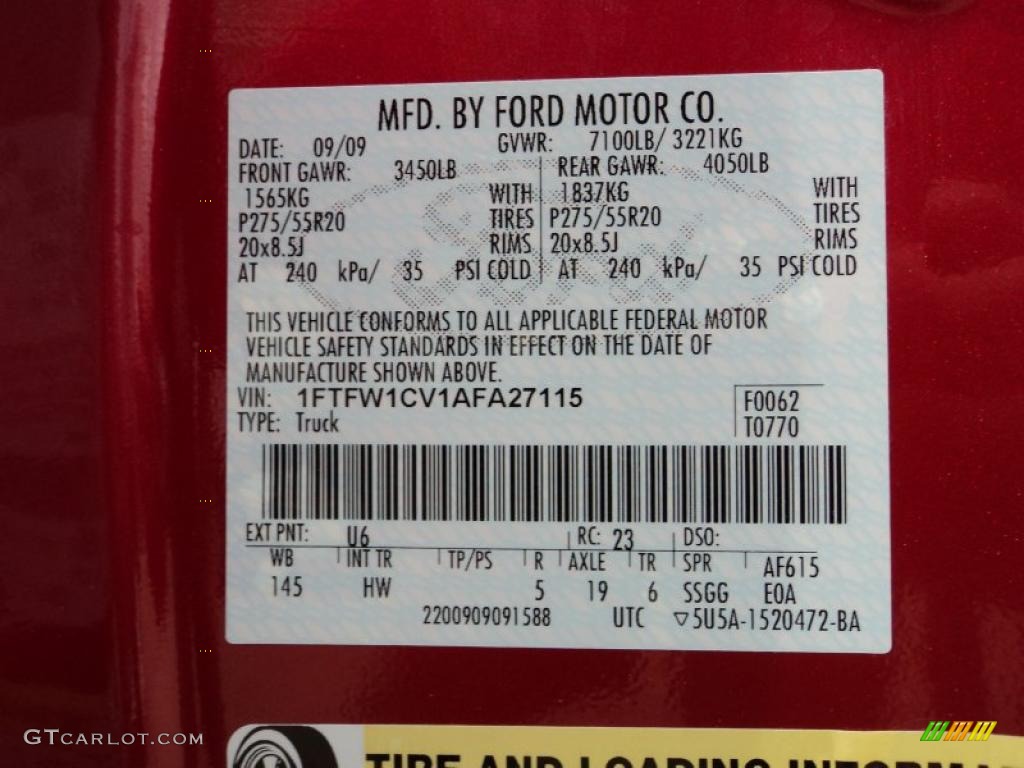 MFD. BY FORD MOTOR CO.
DATE: 09/09 GVWR: 7100LB/ 3221KG
FRONT GAWR: 3450LB REAR GAWR: 4050LB
1565KG WITH 1837KG WITH
P275/55R20 TIRES P275/55R20 TIRES
20x8.5J RIMS 20x8.5J RIMS
AT 240 kPa/ 35 PSI COLD AT 240 kPa/ 35 PSI COLD
THIS VEHICLE CONFORMS TO ALL APPLICABLE FEDERAL MOTOR
VEHICLE SAFETY STANDARDS IN EFFECT ON THE DATE OF
MANUFACTURE SHOWN ABOVE.
VIN: 1FTFW1CV1AFA27115 F0062
TYPE: Truck T0770
EXT PNT: U6 RC: 23 DSO:
WB INT TR TP/PS R AXLE TR SPR AF615
145 HW 5 19 6 SSGG E0A
2200909091588 UTC ▽5U5A-1520472-BA
TIRE AND LOADING INFORMA
GTCARLOT.COM